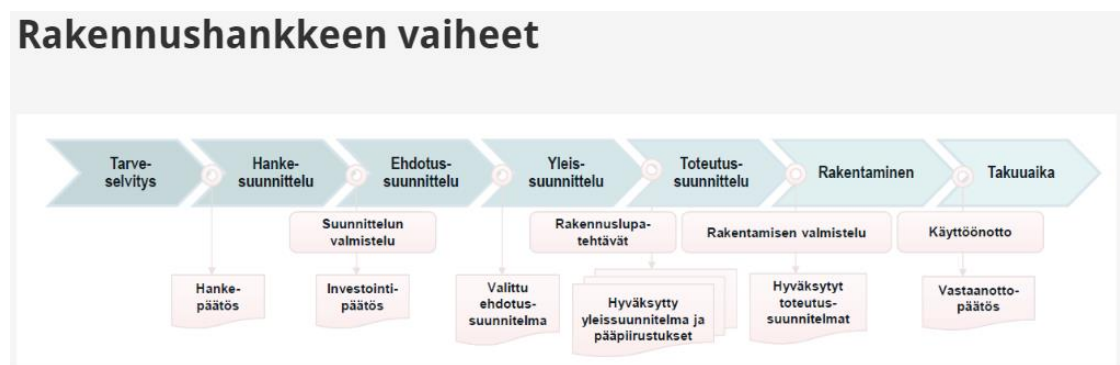 Rakennushankkeen vaiheet
Tarve-
selvitys
Hanke-
suunnittelu
Ehdotus-
suunnittelu
Yleis-
suunnittelu
Toteutus-
suunnittelu
Rakentaminen
Takuuaika
Suunnittelun
valmistelu
Rakennuslupa-
tehtävät
Rakentamisen valmistelu
Käyttöönotto
Hanke-
päätös
Investointi-
päätös
Valittu
ehdotus-
suunnitelma
Hyväksytty
yleissuunnitelma ja
pääpiirustukset
Hyväksytyt
toteutus-
suunnitelmat
Vastaanotto-
päätös